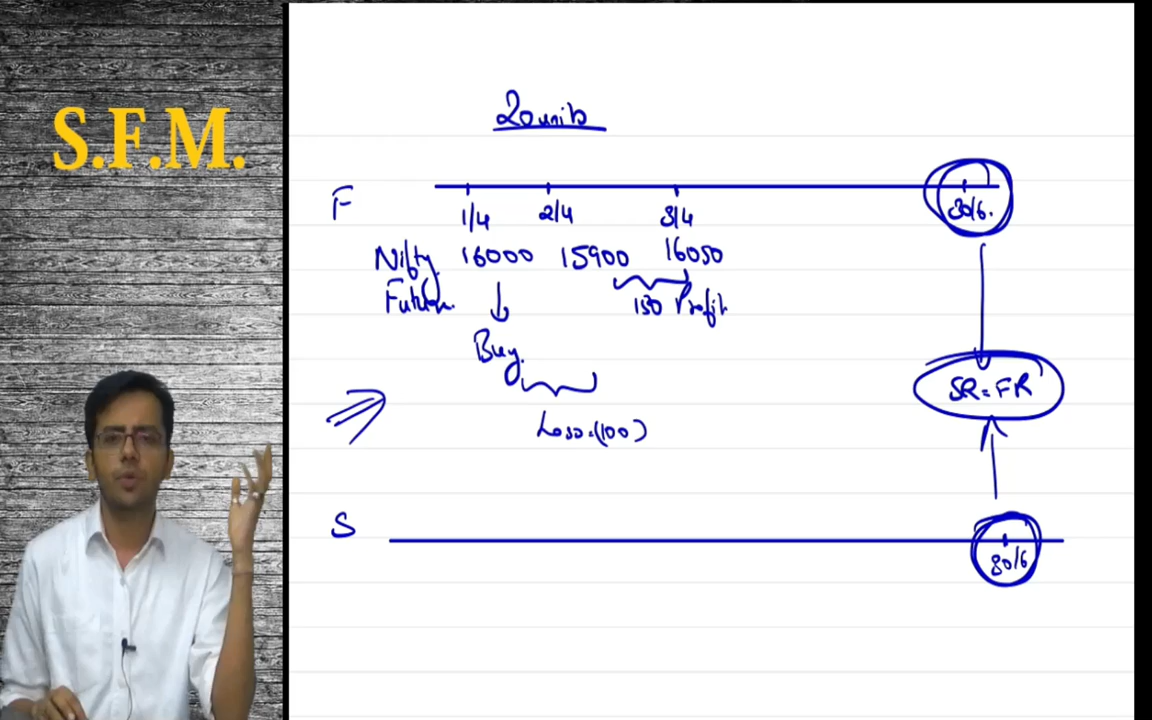 S.F.M.
20 units
F
1/4 2/4 3/4 30/6.
Nifty 16000 15900 16050
Future. 150 Profit
Buy.
SR=FR
Loss.(100)
S
30/6